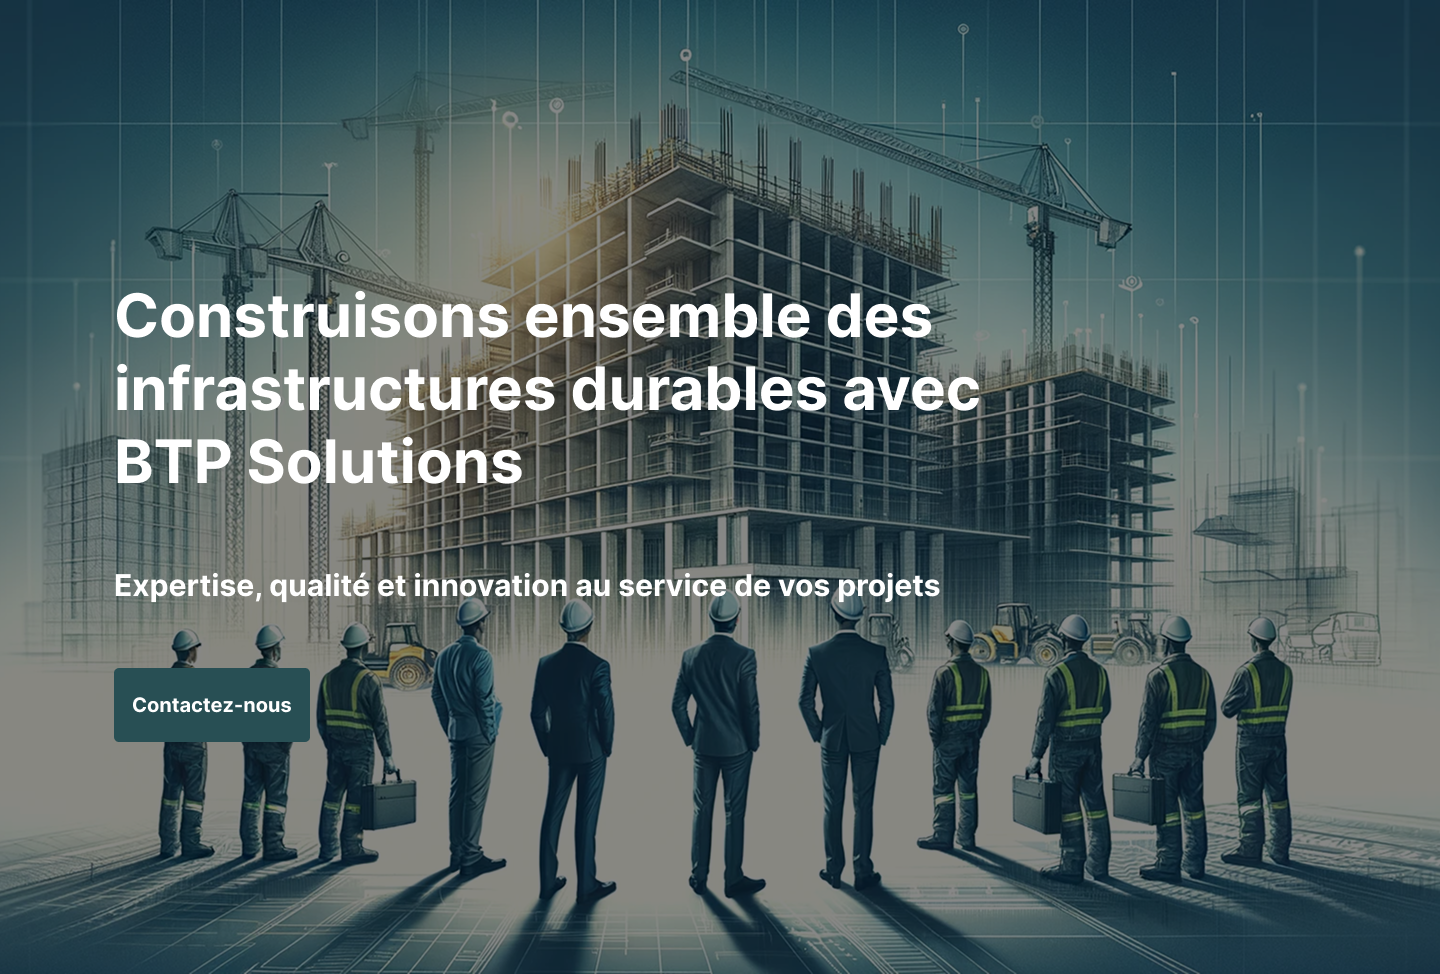 Construisons ensemble des
infrastructures durables avec
BTP Solutions
Expertise, qualité et innovation au service de vos projets
Contactez-nous